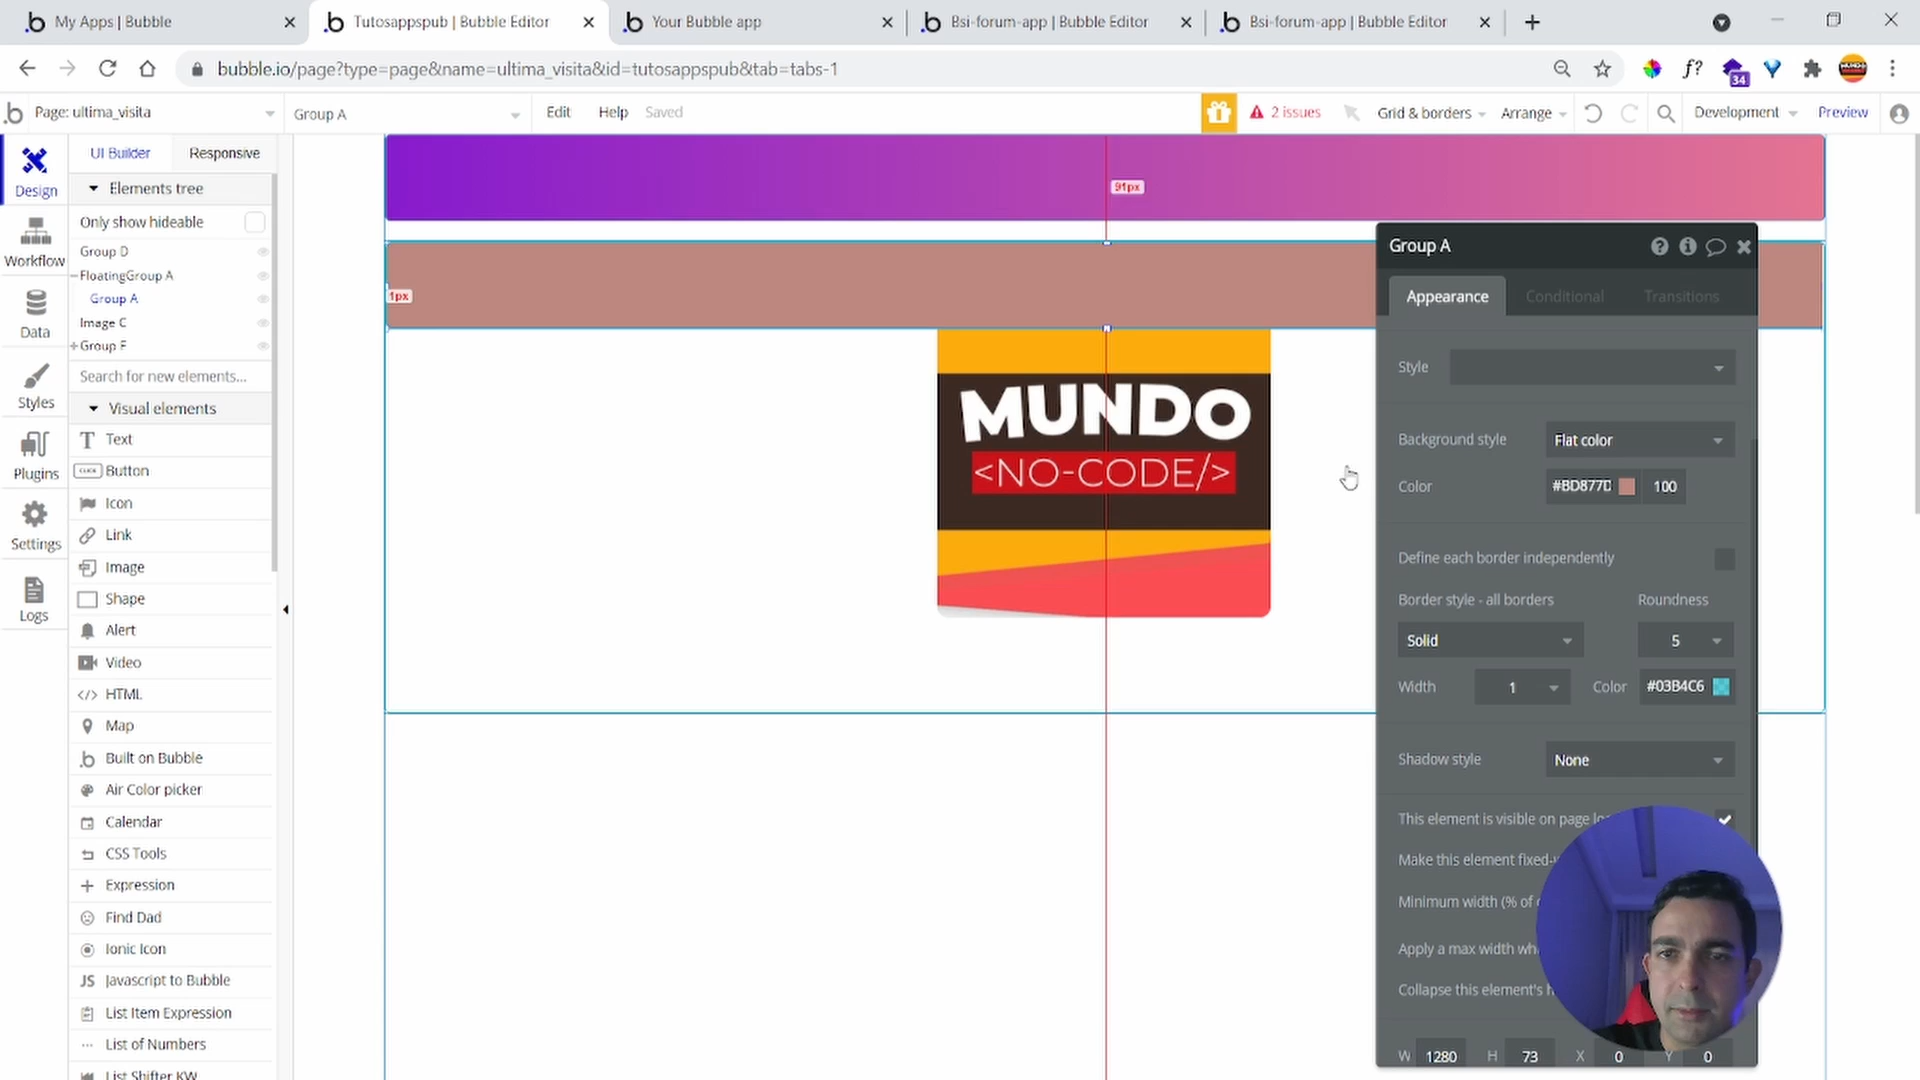 My Apps | Bubble
Tutosappspub | Bubble Editor
Your Bubble app
Bsi-forum-app | Bubble Editor
Bsi-forum-app | Bubble Editor
bubble.io/page?type=page&name=ultima_visita&id=tutosappspub&tab=tabs-1
f?
34
Page: ultima_visita
Group A
Edit
Help
Saved
2 issues
Grid & borders
Arrange
Development
Preview
Design
Workflow
Data
Styles
Plugins
Settings
Logs
UI Builder
Responsive
Elements tree
Only show hideable
Group D
FloatingGroup A
Group A
Image C
Group F
Search for new elements...
Visual elements
Text
Button
Icon
Link
Image
Shape
Alert
Video
HTML
Map
Built on Bubble
Air Color picker
Calendar
CSS Tools
Expression
Find Dad
Ionic Icon
JS Javascript to Bubble
List Item Expression
List of Numbers
List Shifter KW
91px
1px
MUNDO
<NO-CODE/>
Group A
Appearance
Conditional
Transitions
Style
Background style
Flat color
Color
#BD877D
100
Define each border independently
Border style - all borders
Roundness
Solid
5
Width
1
Color
#03B4C6
Shadow style
None
This element is visible on page
Make this element fixed-
Minimum width (% of
Apply a max width
Collapse this element's
W 1280 H 73 X 0 Y 0